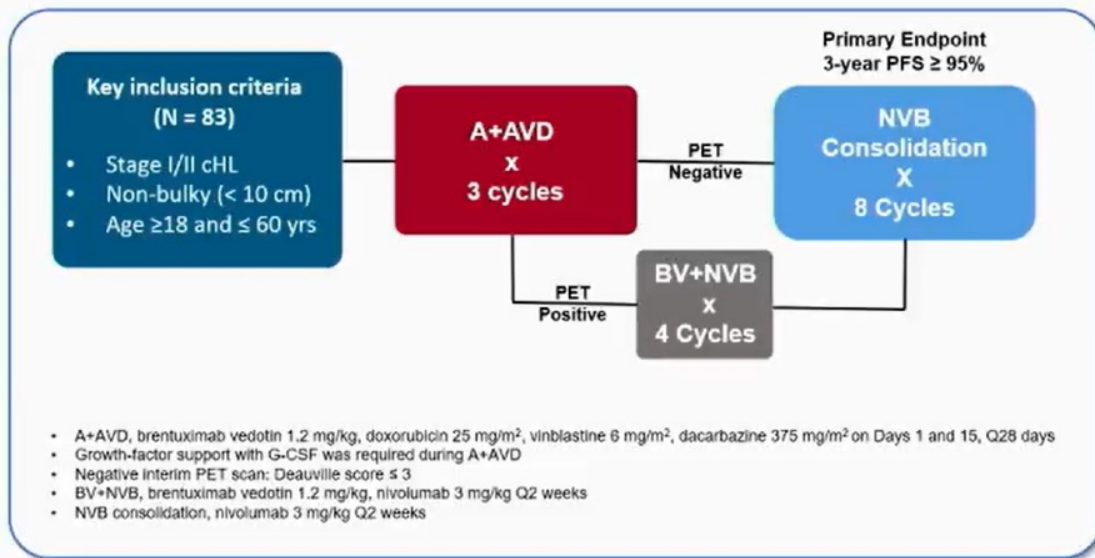 Primary Endpoint
3-year PFS ≥ 95%
Key inclusion criteria
(N = 83)
• Stage I/II cHL
• Non-bulky (< 10 cm)
• Age ≥18 and ≤ 60 yrs
A+AVD
x
3 cycles
PET
Negative
NVB
Consolidation
X
8 Cycles
PET
Positive
BV+NVB
x
4 Cycles
• A+AVD, brentuximab vedotin 1.2 mg/kg, doxorubicin 25 mg/m², vinblastine 6 mg/m², dacarbazine 375 mg/m² on Days 1 and 15, Q28 days
• Growth-factor support with G-CSF was required during A+AVD
• Negative interim PET scan: Deauville score ≤ 3
• BV+NVB, brentuximab vedotin 1.2 mg/kg, nivolumab 3 mg/kg Q2 weeks
• NVB consolidation, nivolumab 3 mg/kg Q2 weeks